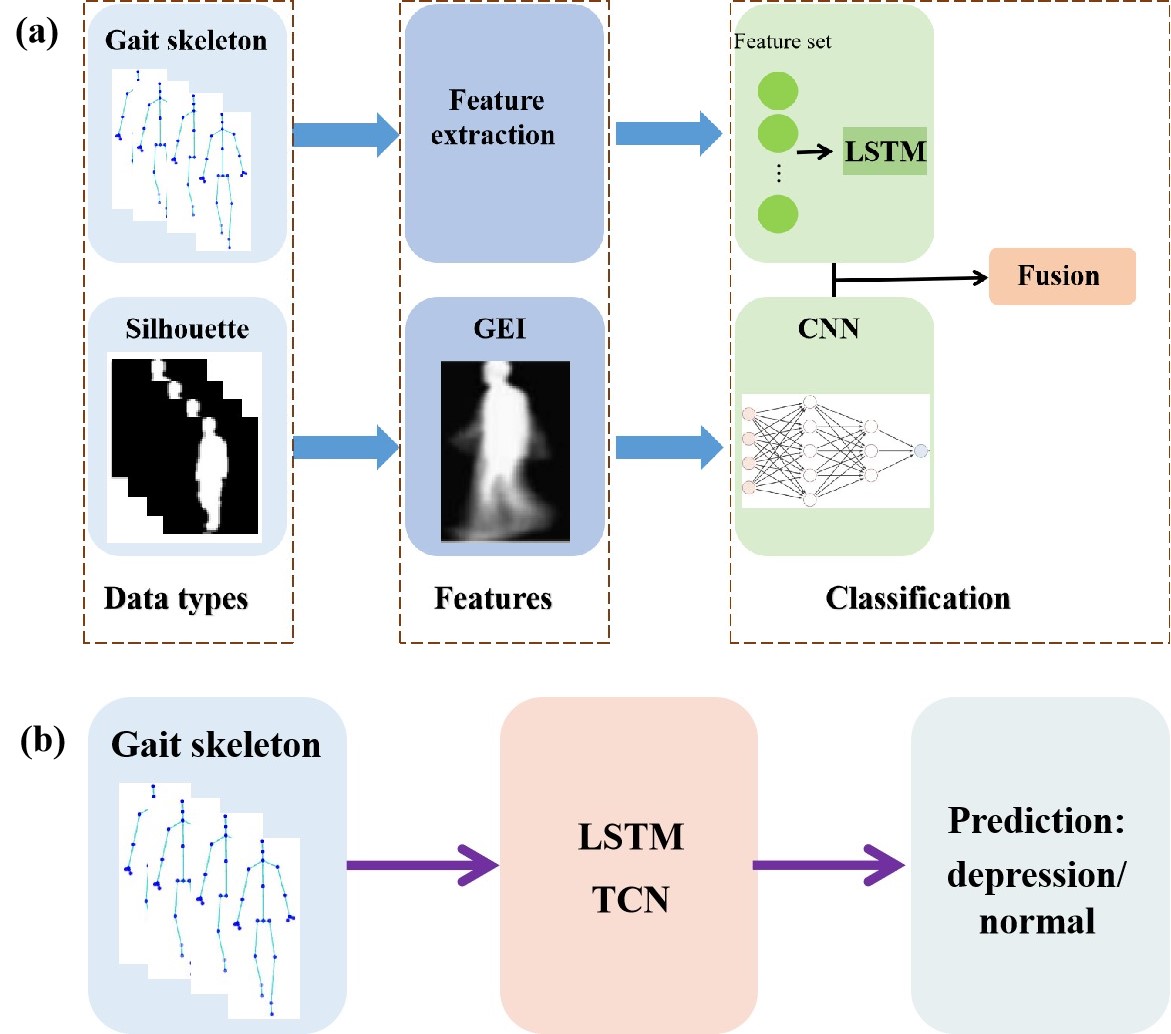 (a)
Gait skeleton
Feature
extraction
Feature set
LSTM
Fusion
Silhouette
GEI
CNN
Data types
Features
Classification
(b)
Gait skeleton
LSTM
TCN
Prediction:
depression/
normal